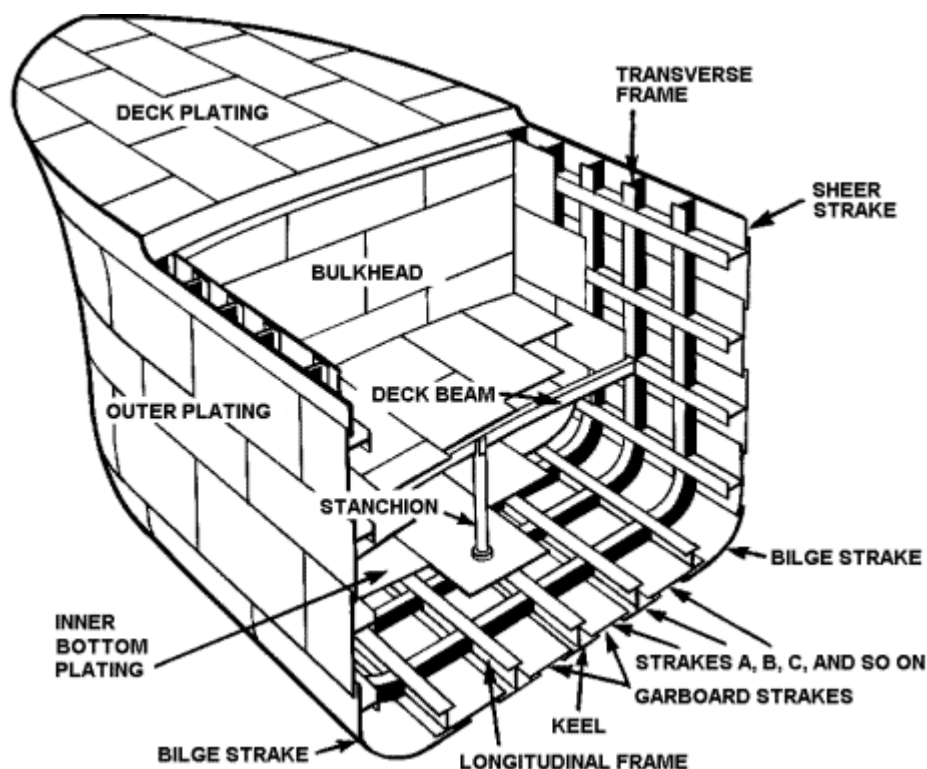 TRANSVERSE
FRAME
DECK PLATING
SHEER
STRAKE
BULKHEAD
DECK BEAM
OUTER PLATING
STANCHION
BILGE STRAKE
INNER
BOTTOM
PLATING
STRAKES A, B, C, AND SO ON
GARBOARD STRAKES
KEEL
BILGE STRAKE
LONGITUDINAL FRAME